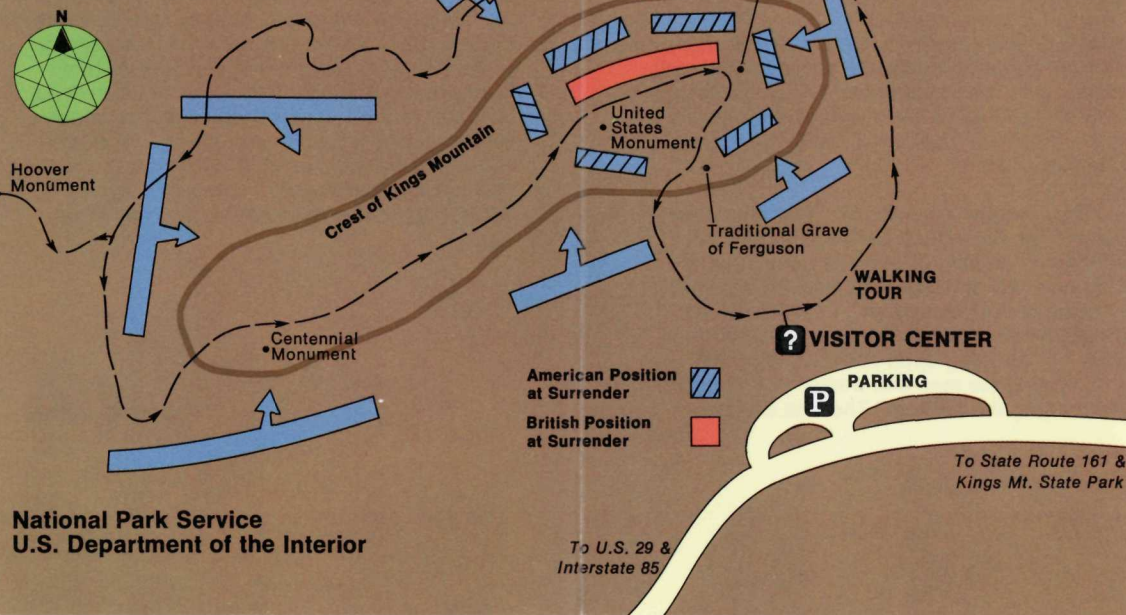 N
Hoover
Monument
Crest of Kings Mountain
United
States
Monument
Traditional Grave
of Ferguson
WALKING
TOUR
? VISITOR CENTER
Centennial
Monument
American Position
at Surrender
British Position
at Surrender
PARKING
P
To State Route 161 &
Kings Mt. State Park
National Park Service
U.S. Department of the Interior
To U.S. 29 &
Interstate 85